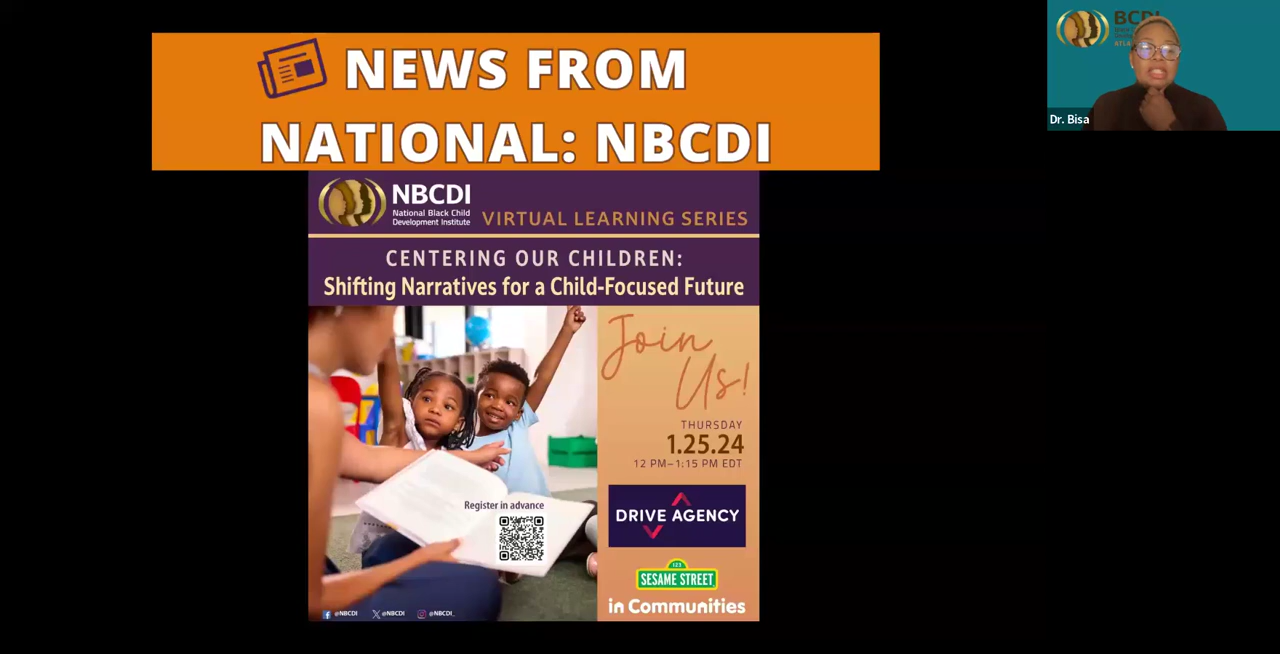 NEWS FROM
NATIONAL: NBCDI
NBCDI
National Black Child
Development Institute
VIRTUAL LEARNING SERIES
CENTERING OUR CHILDREN:
Shifting Narratives for a Child-Focused Future
Join
Us!
THURSDAY
1.25.24
12 PM–1:15 PM EDT
Register in advance
DRIVE AGENCY
123
SESAME STREET
in Communities
@NBCDI
@NBCDI
@NBCDI_
Dr. Bisa